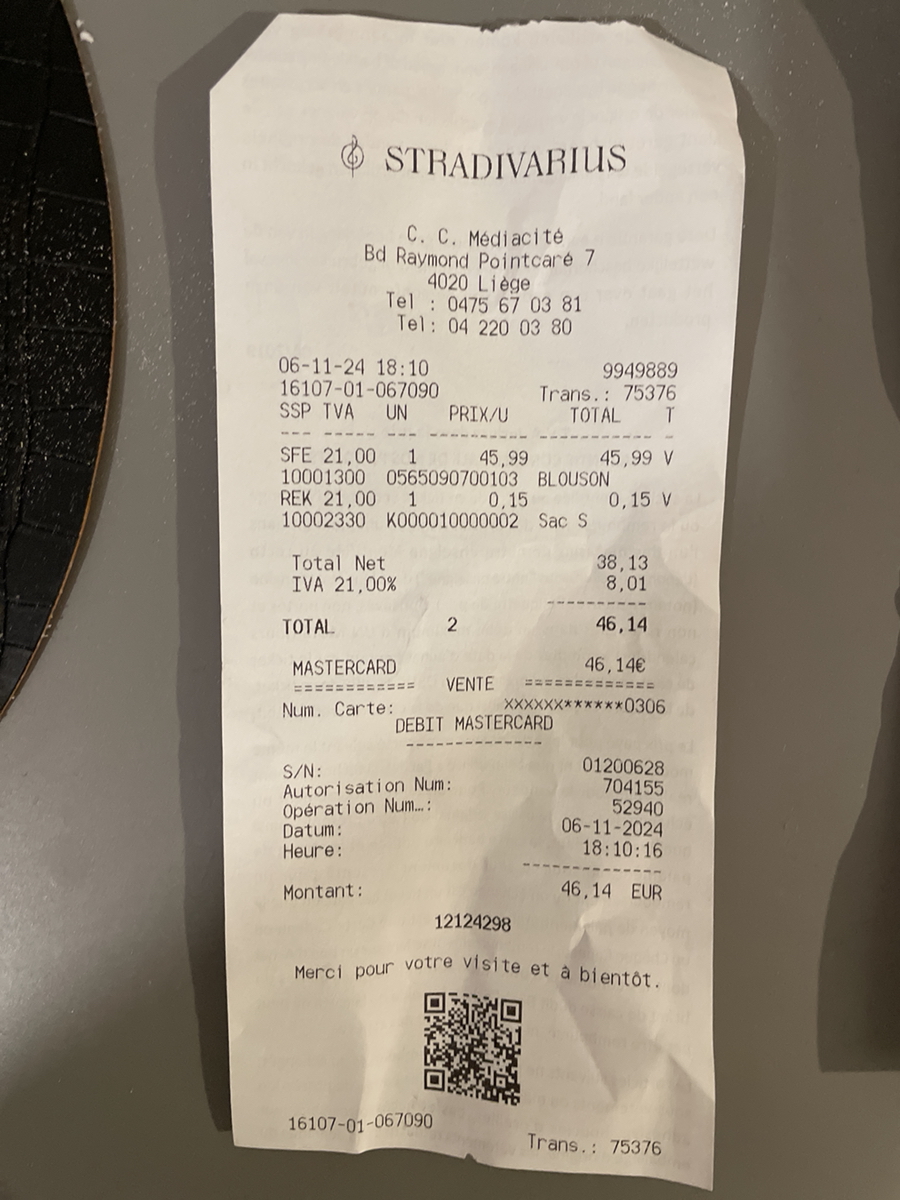 STRADIVARIUS
C. C. Médiacité
Bd Raymond Pointcaré 7
4020 Liège
Tel : 0475 67 03 81
Tel: 04 220 03 80
06-11-24 18:10 9949889
16107-01-067090 Trans.: 75376
SSP TVA UN PRIX/U TOTAL T
--- ----- --- ---------- ----------- -
SFE 21,00 1 45,99 45,99 V
10001300 0565090700103 BLOUSON
REK 21,00 1 0,15 0,15 V
10002330 K000010000002 Sac S
Total Net 38,13
IVA 21,00% 8,01
----------
TOTAL 2 46,14
MASTERCARD 46,14€
============ VENTE =============
Num. Carte: XXXXXX******0306
DEBIT MASTERCARD
--------------
S/N: 01200628
Autorisation Num: 704155
Opération Num…: 52940
Datum: 06-11-2024
Heure: 18:10:16
--------------
Montant: 46,14 EUR
12124298
Merci pour votre visite et à bientôt.
16107-01-067090
Trans.: 75376